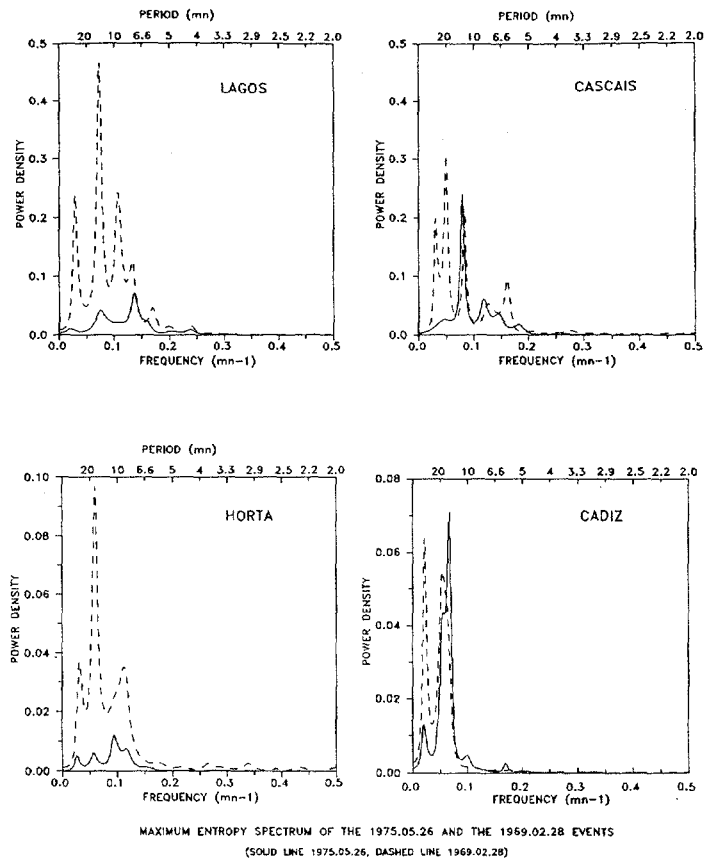 PERIOD (mn)
20 10 6.6 5 4 3.3 2.9 2.5 2.2 2.0
0.5
0.4
0.3
0.2
0.1
0.0
POWER DENSITY
LAGOS
0.0 0.1 0.2 0.3 0.4 0.5
FREQUENCY (mn-1)
PERIOD (mn)
20 10 6.6 5 4 3.3 2.9 2.5 2.2 2.0
0.5
0.4
0.3
0.2
0.1
0.0
POWER DENSITY
CASCAIS
0.0 0.1 0.2 0.3 0.4 0.5
FREQUENCY (mn-1)
PERIOD (mn)
20 10 6.6 5 4 3.3 2.9 2.5 2.2 2.0
0.10
0.08
0.06
0.04
0.02
0.00
POWER DENSITY
HORTA
0.0 0.1 0.2 0.3 0.4 0.5
FREQUENCY (mn-1)
PERIOD (mn)
20 10 6.6 5 4 3.3 2.9 2.5 2.2 2.0
0.08
0.06
0.04
0.02
0.00
POWER DENSITY
CADIZ
0.0 0.1 0.2 0.3 0.4 0.5
FREQUENCY (mn-1)
MAXIMUM ENTROPY SPECTRUM OF THE 1975.05.26 AND THE 1969.02.28 EVENTS
(SOLID LINE 1975.05.26, DASHED LINE 1969.02.28)